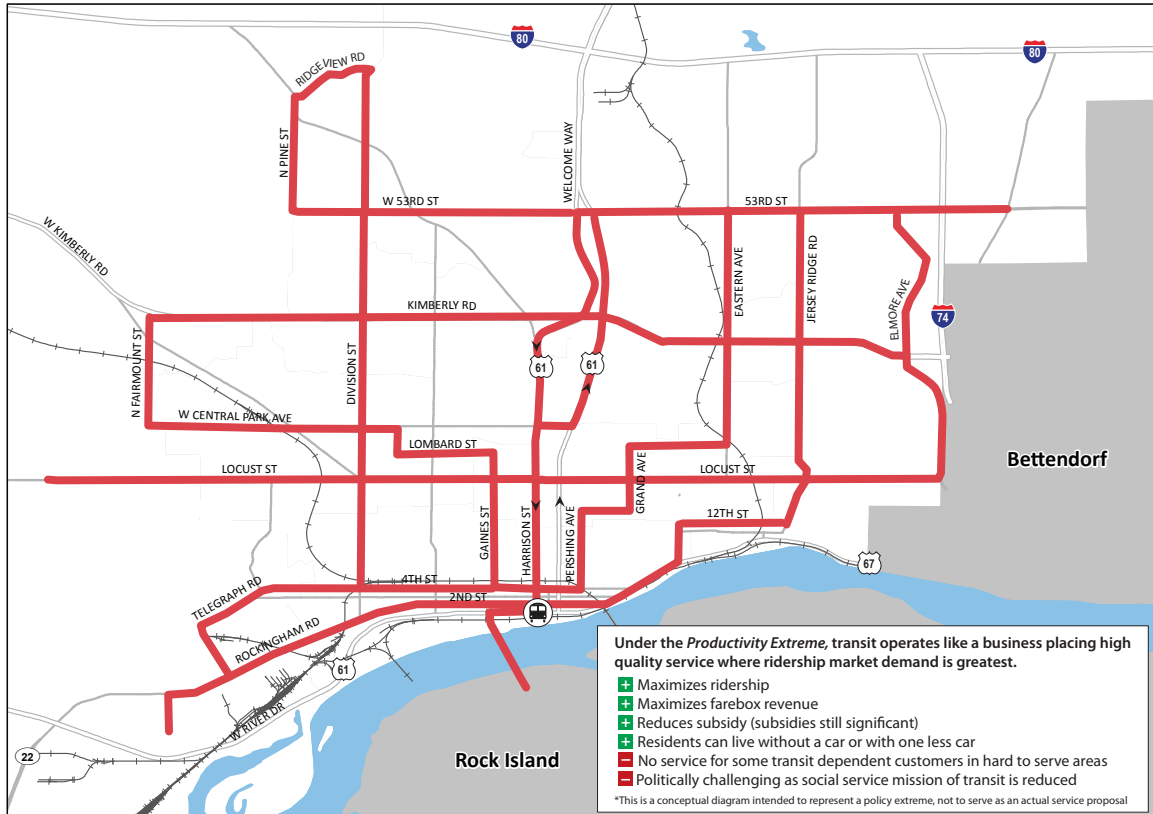 80
80
RIDGEVIEW RD
N PINE ST
WELCOME WAY
W 53RD ST
53RD ST
W KIMBERLY RD
EASTERN AVE
JERSEY RIDGE RD
ELMORE AVE
KIMBERLY RD
74
N FAIRMOUNT ST
DIVISION ST
61
61
W CENTRAL PARK AVE
LOMBARD ST
GRAND AVE
LOCUST ST
LOCUST ST
Bettendorf
GAINES ST
HARRISON ST
PERSHING AVE
12TH ST
67
TELEGRAPH RD
4TH ST
2ND ST
ROCKINGHAM RD
61
W RIVER DR
22
Rock Island
Under the Productivity Extreme, transit operates like a business placing high
quality service where ridership market demand is greatest.
+ Maximizes ridership
+ Maximizes farebox revenue
+ Reduces subsidy (subsidies still significant)
+ Residents can live without a car or with one less car
− No service for some transit dependent customers in hard to serve areas
− Politically challenging as social service mission of transit is reduced
*This is a conceptual diagram intended to represent a policy extreme, not to serve as an actual service proposal